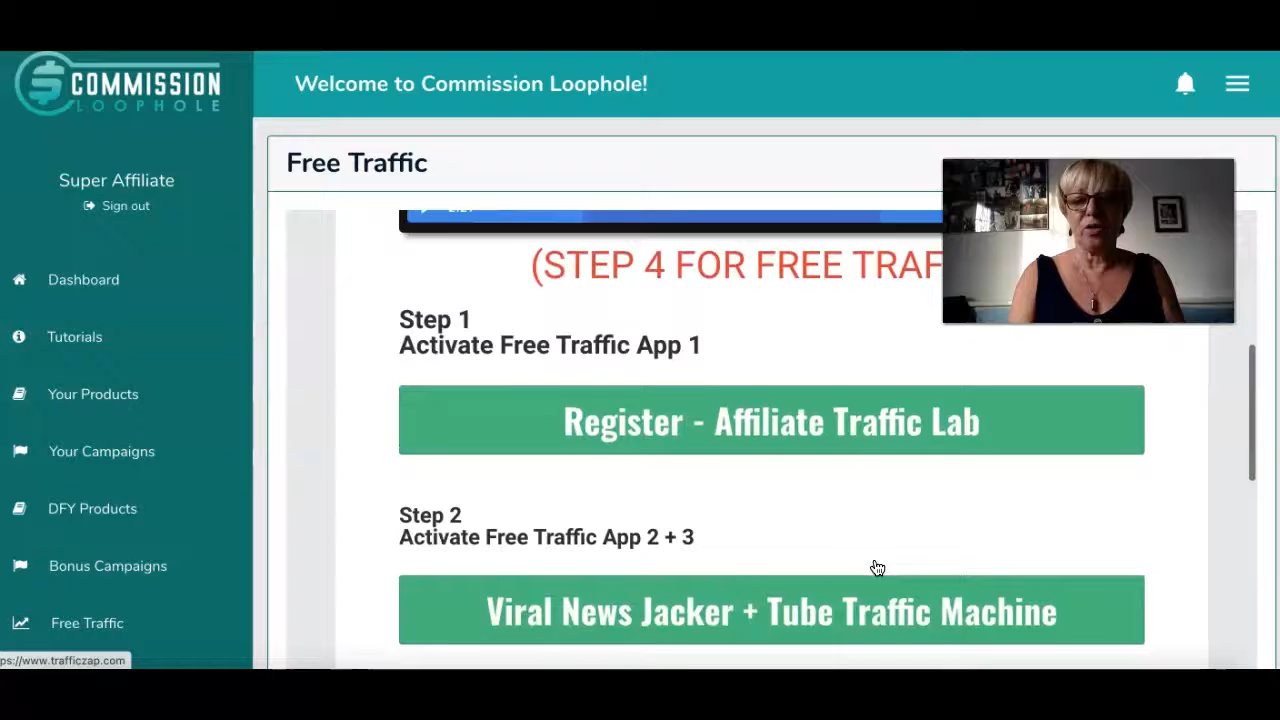 COMMISSION
LOOPHOLE
Welcome to Commission Loophole!
Super Affiliate
Sign out
Dashboard
Tutorials
Your Products
Your Campaigns
DFY Products
Bonus Campaigns
Free Traffic
Free Traffic
(STEP 4 FOR FREE TRAF
Step 1
Activate Free Traffic App 1
Register - Affiliate Traffic Lab
Step 2
Activate Free Traffic App 2 + 3
Viral News Jacker + Tube Traffic Machine
ps://www.trafficzap.com